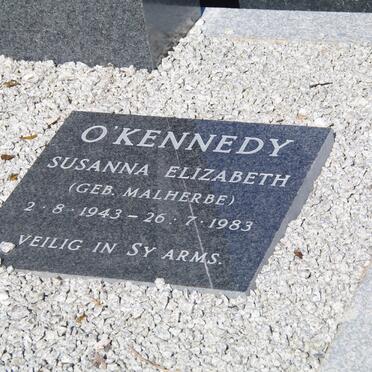 O'KENNEDY
SUSANNA ELIZABETH
(GEB. MALHERBE)
2·8·1943 – 26·7·1983
VEILIG IN SY ARMS.